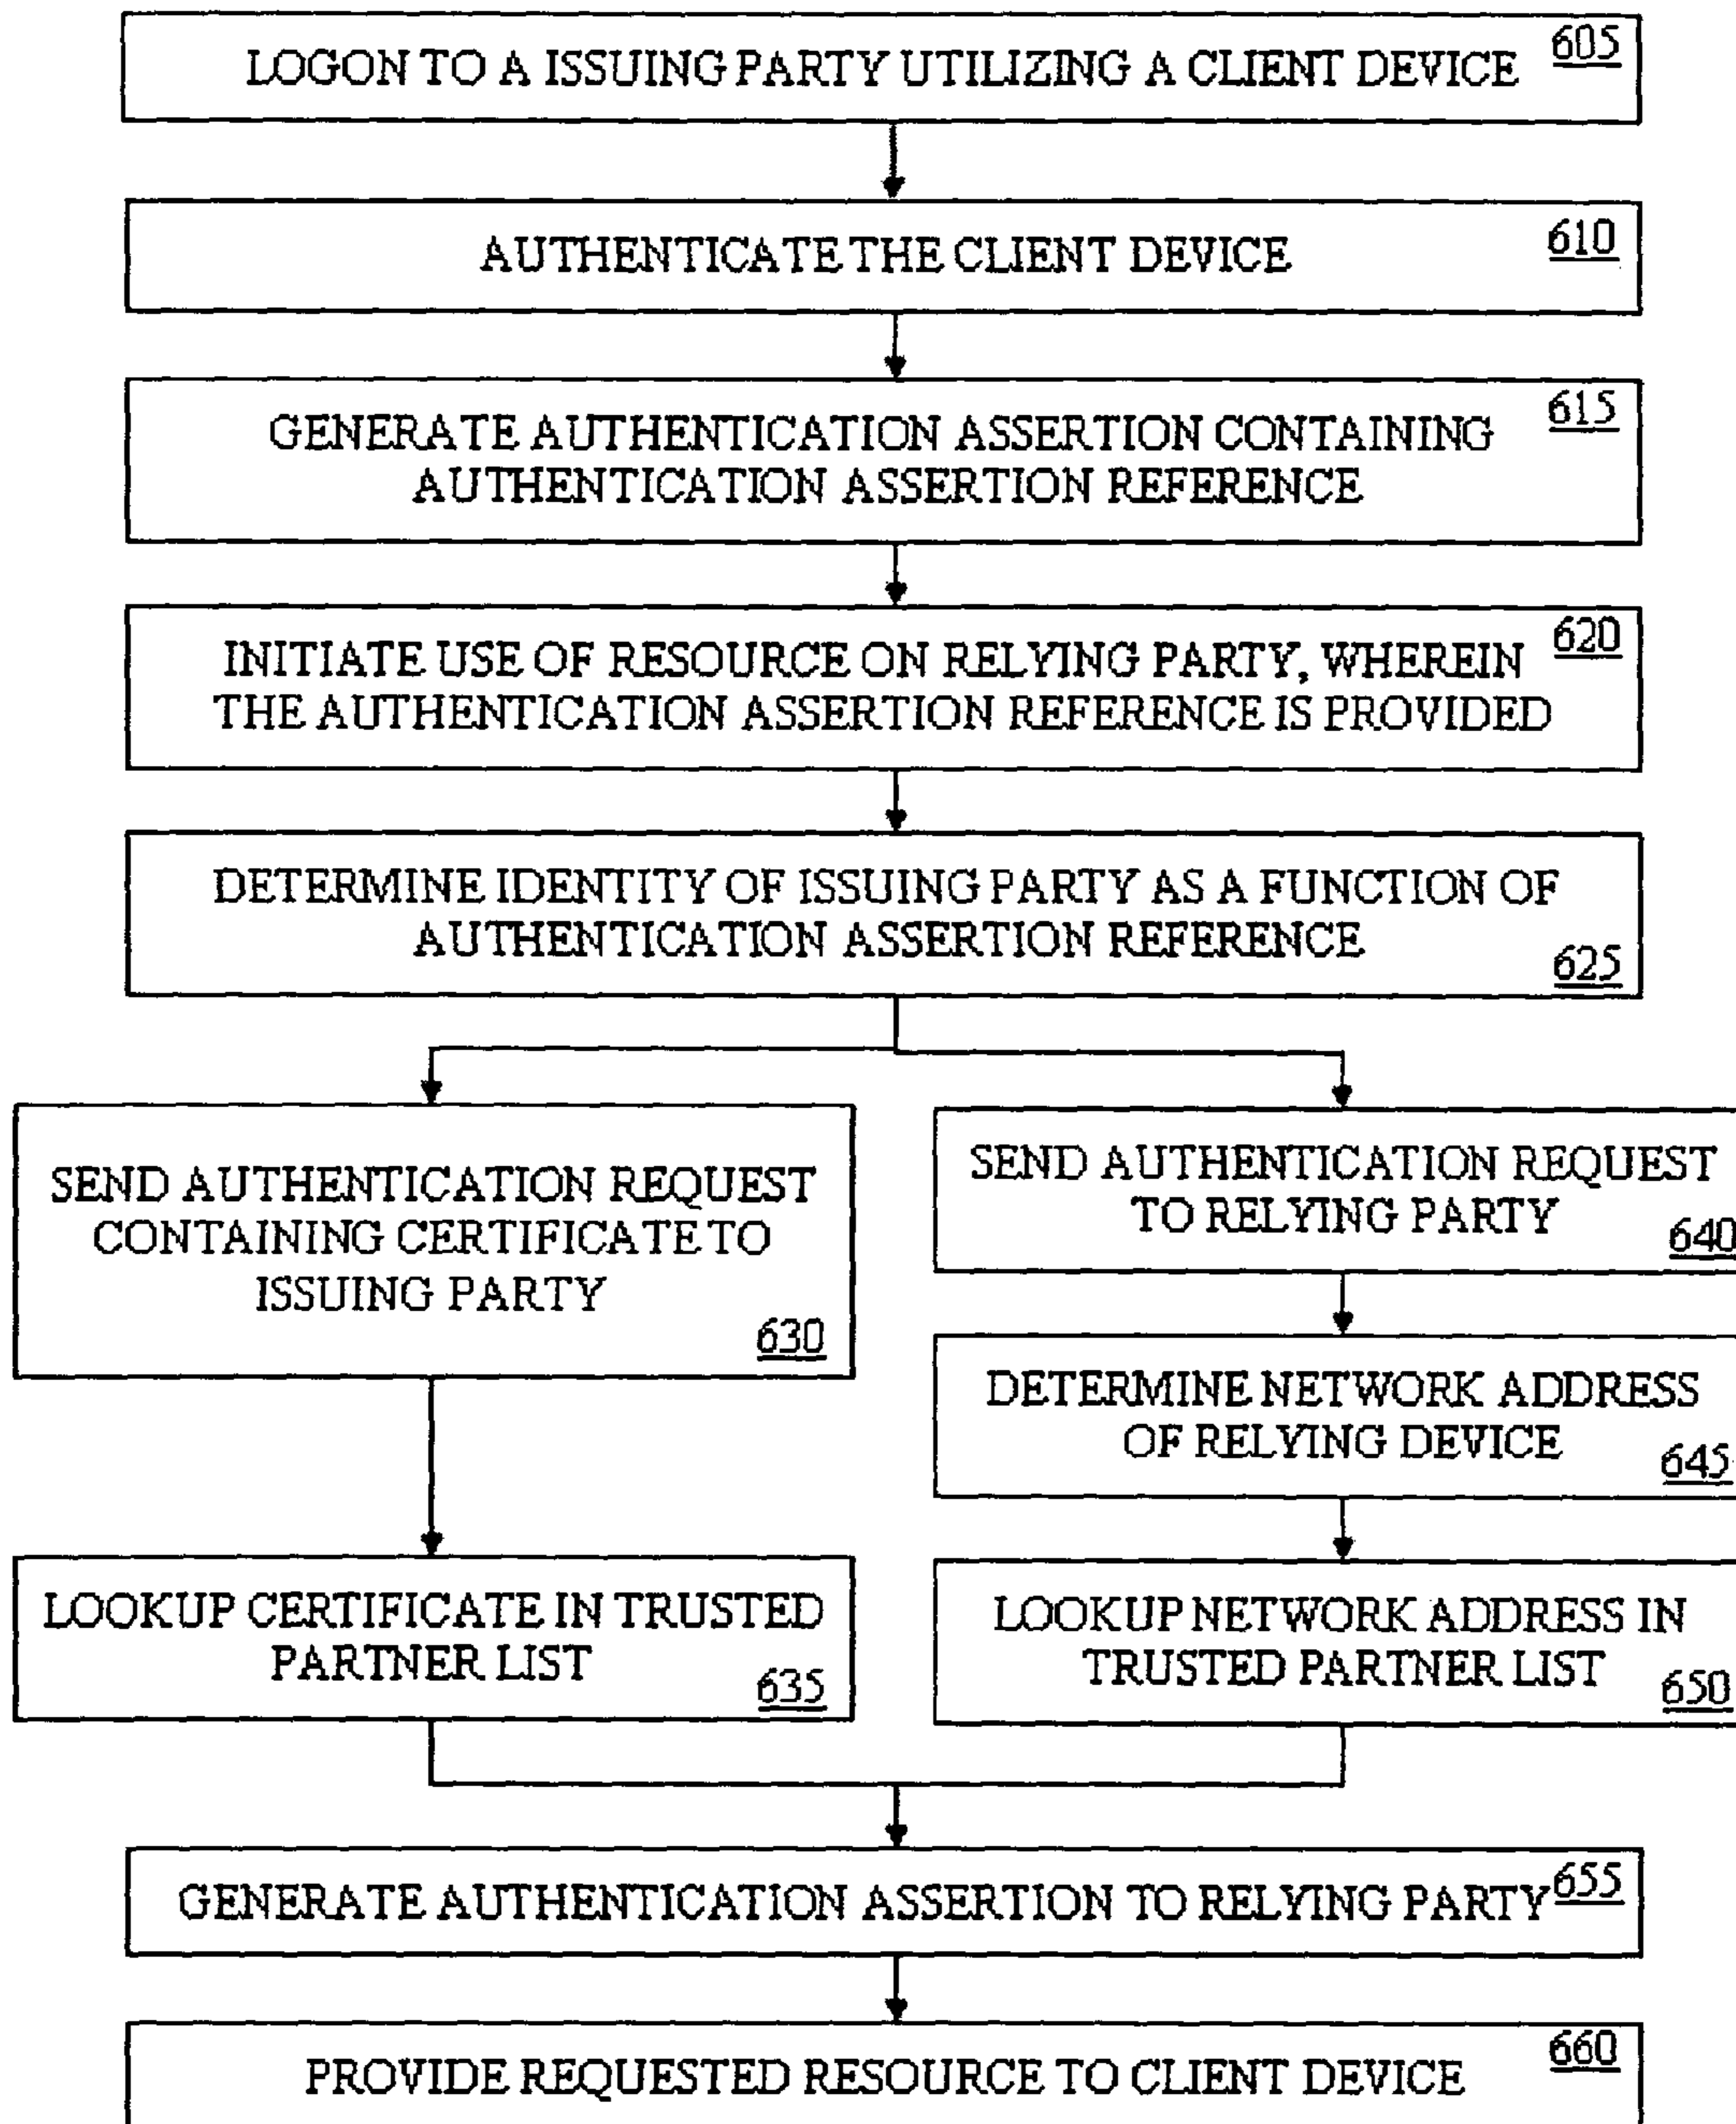 LOGON TO A ISSUING PARTY UTILIZING A CLIENT DEVICE 605
AUTHENTICATE THE CLIENT DEVICE 610
GENERATE AUTHENTICATION ASSERTION CONTAINING 615
AUTHENTICATION ASSERTION REFERENCE
INITIATE USE OF RESOURCE ON RELYING PARTY, WHEREIN 620
THE AUTHENTICATION ASSERTION REFERENCE IS PROVIDED
DETERMINE IDENTITY OF ISSUING PARTY AS A FUNCTION OF
AUTHENTICATION ASSERTION REFERENCE
625
SEND AUTHENTICATION REQUEST
CONTAINING CERTIFICATE TO
ISSUING PARTY
630
LOOKUP CERTIFICATE IN TRUSTED
PARTNER LIST
635
SEND AUTHENTICATION REQUEST
TO RELYING PARTY
640
DETERMINE NETWORK ADDRESS
OF RELYING DEVICE
645
LOOKUP NETWORK ADDRESS IN
TRUSTED PARTNER LIST
650
GENERATE AUTHENTICATION ASSERTION TO RELYING PARTY 655
PROVIDE REQUESTED RESOURCE TO CLIENT DEVICE 660